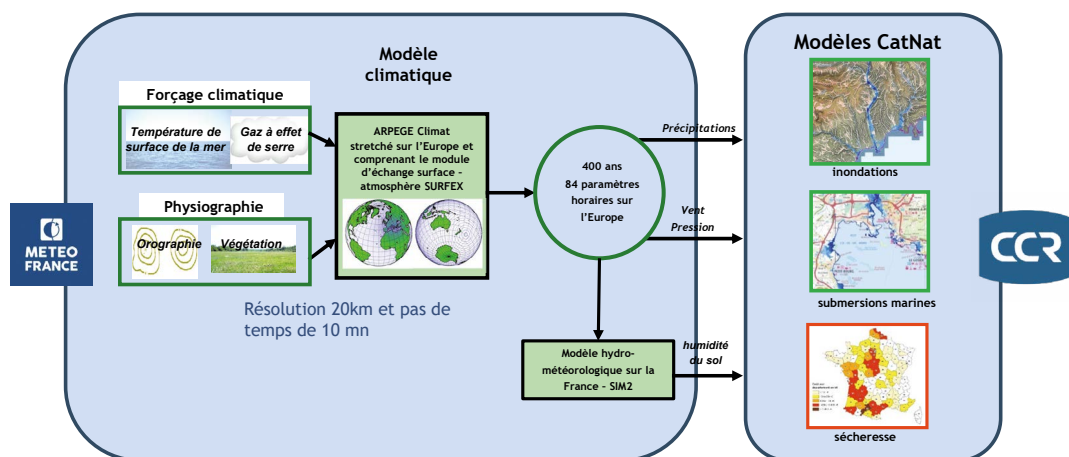 Modèle
climatique
Modèles CatNat
Forçage climatique
Température de
surface de la mer
Gaz à effet
de serre
ARPEGE Climat
stretché sur l'Europe et
comprenant le module
d'échange surface -
atmosphère SURFEX
400 ans
84 paramètres
horaires sur
l'Europe
Précipitations
inondations
Physiographie
Orographie
Végétation
METEO
FRANCE
Vent
Pression
CCR
submersions marines
Résolution 20km et pas de
temps de 10 mn
Modèle hydro-
météorologique sur la
France - SIM2
humidité
du sol
sécheresse